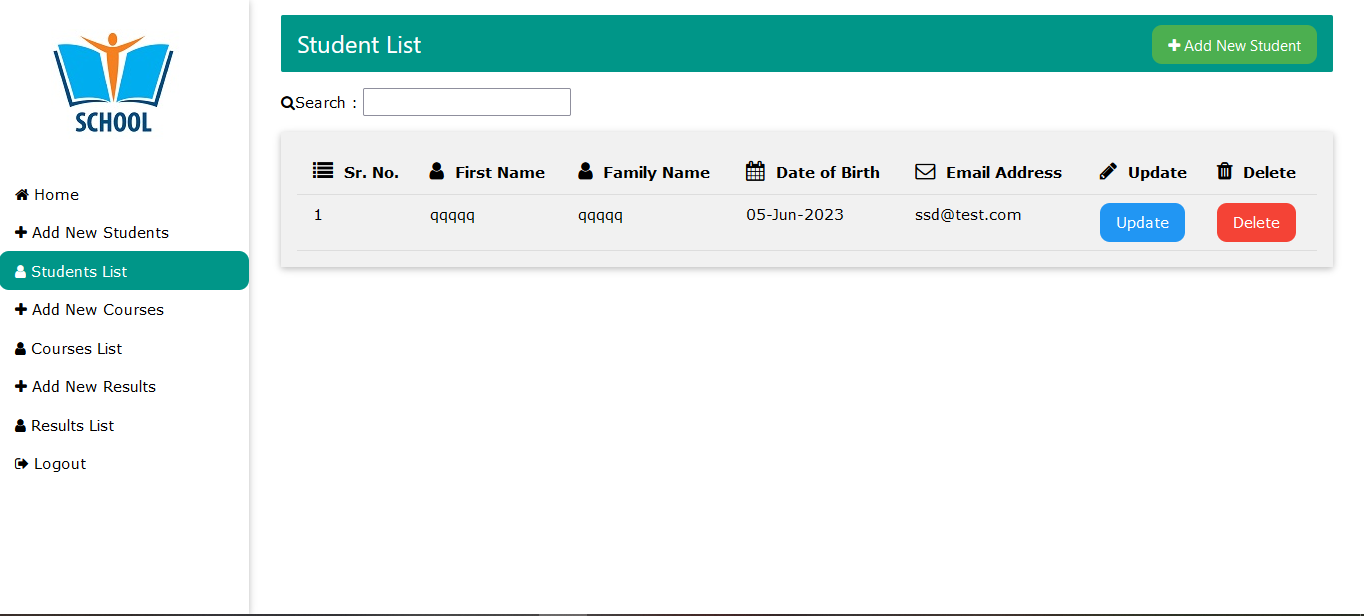 SCHOOL
Home
Add New Students
Students List
Add New Courses
Courses List
Add New Results
Results List
Logout
Student List
Add New Student
Search :
Sr. No. First Name Family Name Date of Birth Email Address Update Delete
1 qqqqq qqqqq 05-Jun-2023 ssd@test.com Update Delete